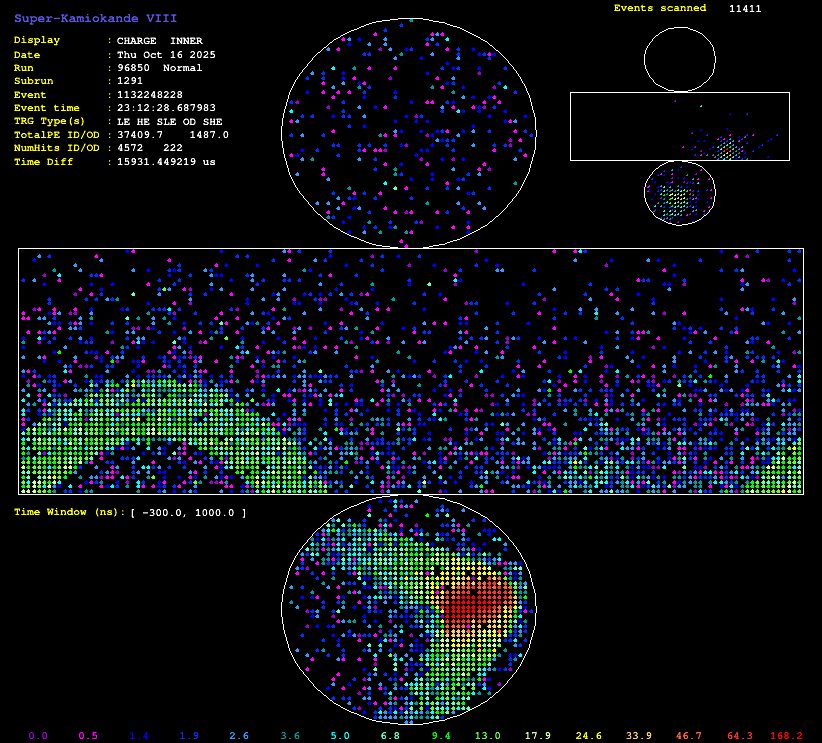 Super-Kamiokande VIII
Events scanned 11411
Display : CHARGE INNER
Date : Thu Oct 16 2025
Run : 96850 Normal
Subrun : 1291
Event : 1132248228
Event time : 23:12:28.687983
TRG Type(s) : LE HE SLE OD SHE
TotalPE ID/OD : 37409.7 1487.0
NumHits ID/OD : 4572 222
Time Diff : 15931.449219 us
Time Window (ns): [ -300.0, 1000.0 ]
0.0 0.5 1.4 1.9 2.6 3.6 5.0 6.8 9.4 13.0 17.9 24.6 33.9 46.7 64.3 168.2